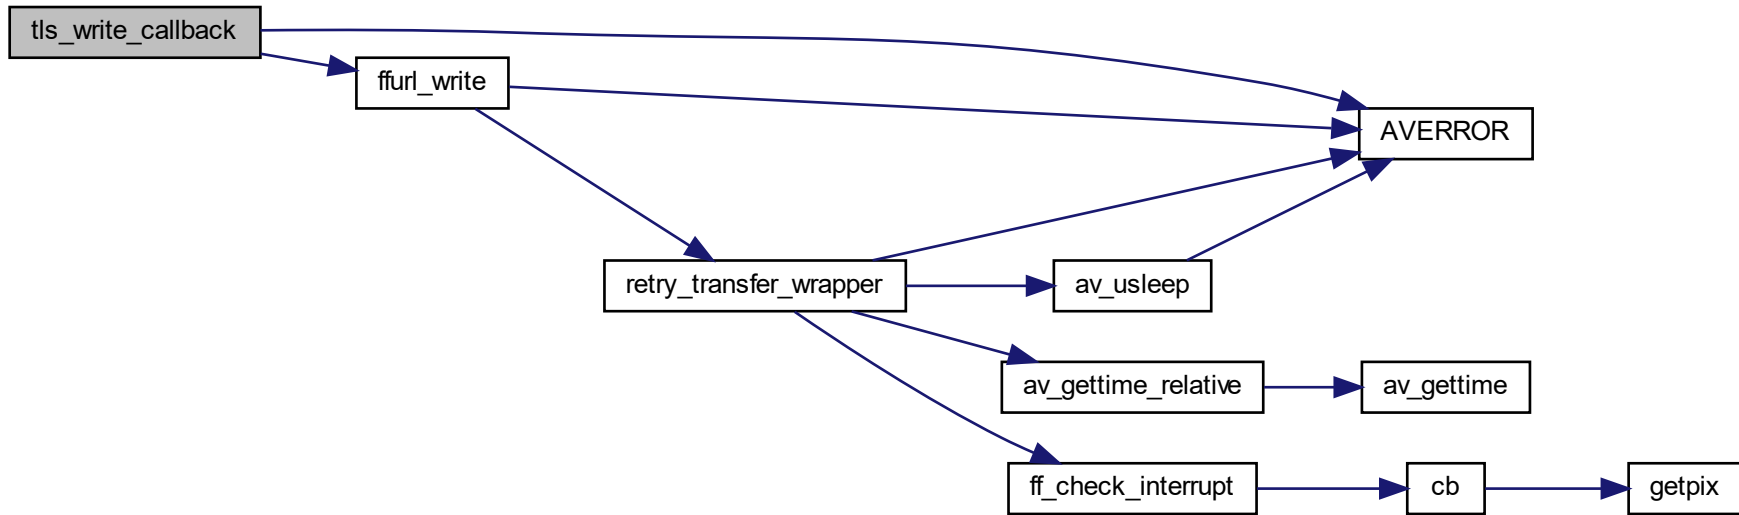 tls_write_callback
ffurl_write
AVERROR
retry_transfer_wrapper
av_usleep
av_gettime_relative
av_gettime
ff_check_interrupt
cb
getpix